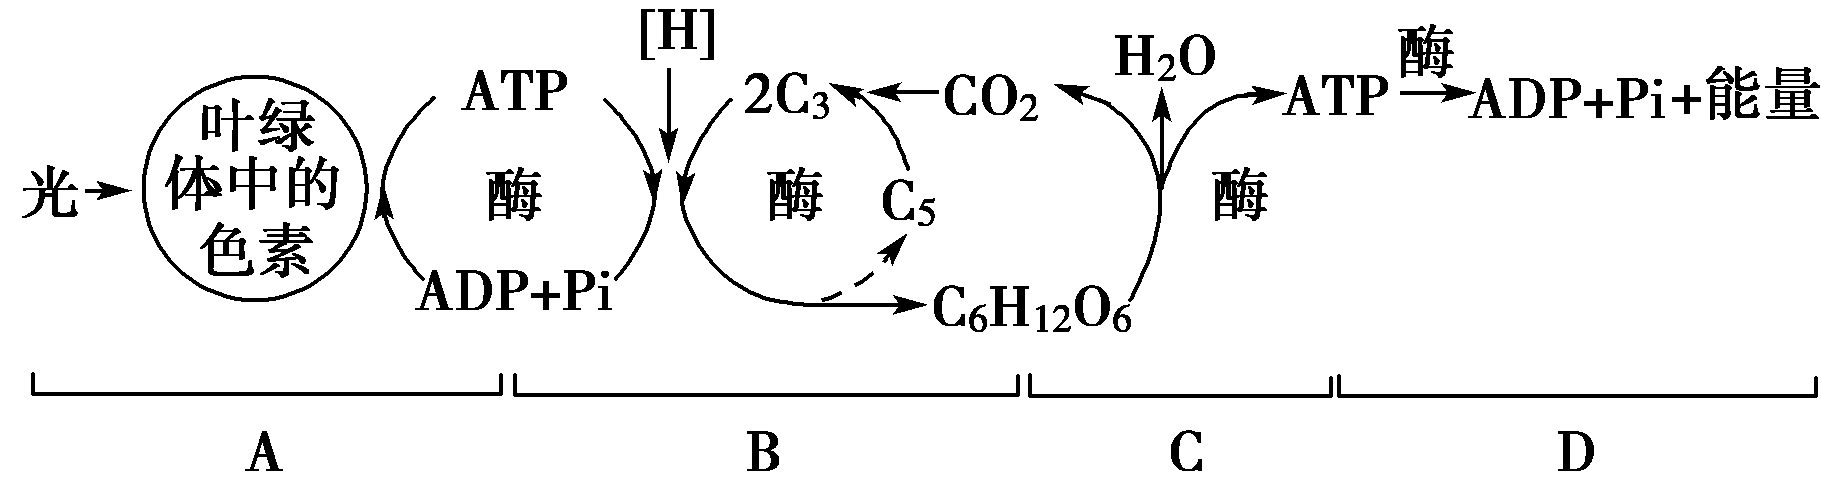 光
叶绿
体中的
色素
ATP
酶
ADP+Pi
[H]
2C₃
酶
C₅
CO₂
C₆H₁₂O₆
H₂O
酶
ATP
酶
ADP+Pi+能量
A
B
C
D